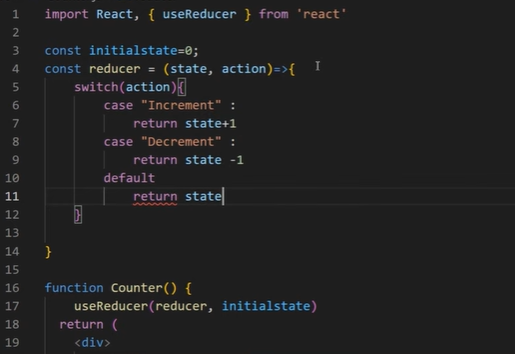 1 import React, { useReducer } from 'react'
2
3 const initialstate=0;
4 const reducer = (state, action)=>{
5 switch(action){
6 case "Increment" :
7 return state+1
8 case "Decrement" :
9 return state -1
10 default
11 return state
12 }
13
14 }
15
16 function Counter() {
17 useReducer(reducer, initialstate)
18 return (
19 <div>